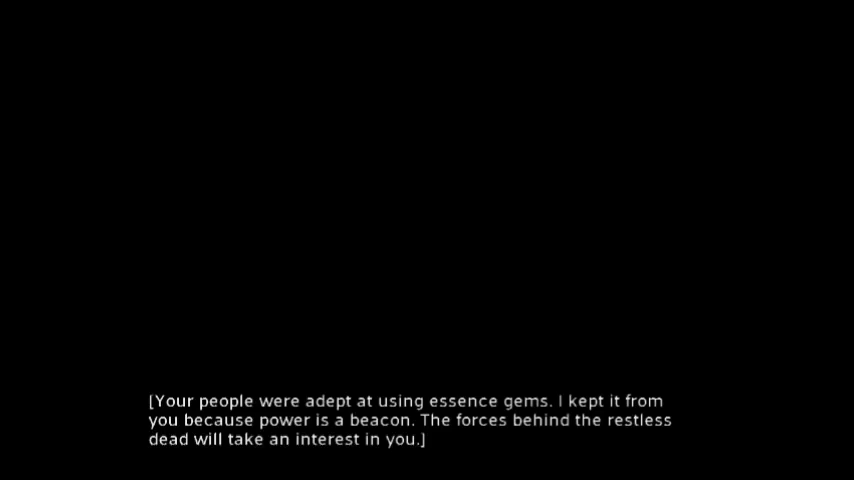 [Your people were adept at using essence gems. I kept it from
you because power is a beacon. The forces behind the restless
dead will take an interest in you.]